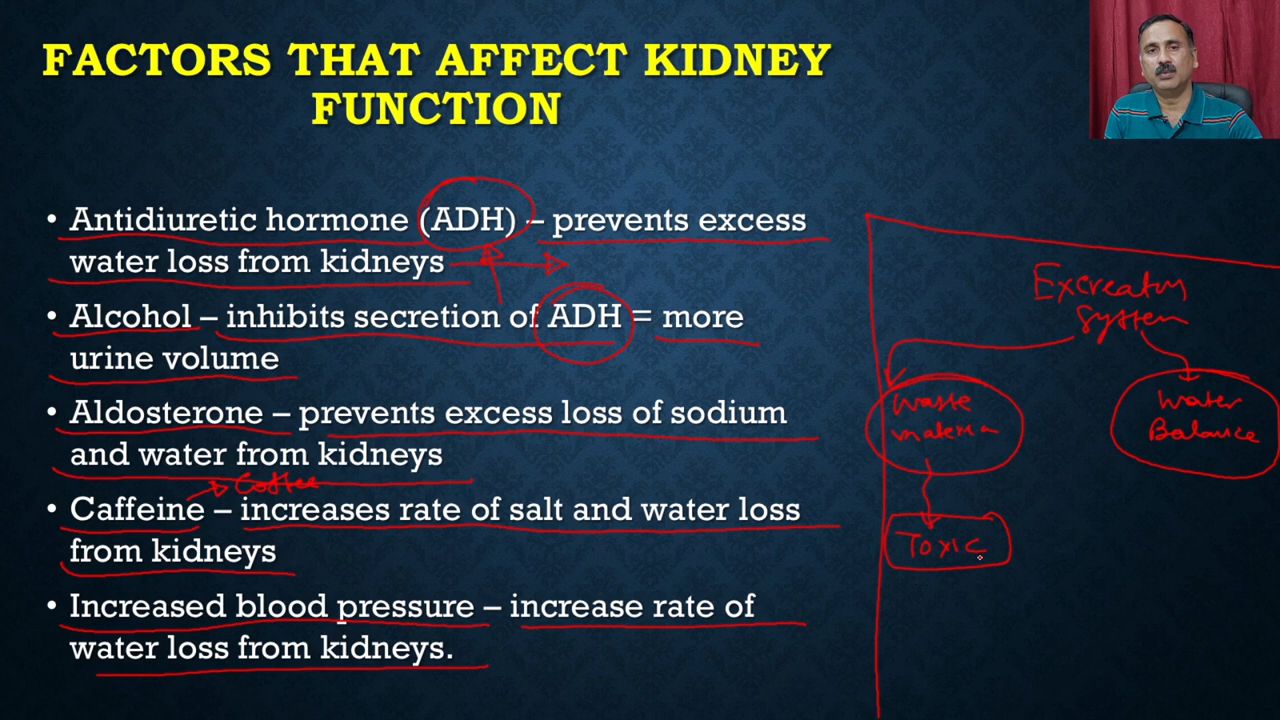 FACTORS THAT AFFECT KIDNEY
FUNCTION
• Antidiuretic hormone (ADH) – prevents excess
water loss from kidneys
• Alcohol – inhibits secretion of ADH = more
urine volume
• Aldosterone – prevents excess loss of sodium
and water from kidneys
Coffee
• Caffeine – increases rate of salt and water loss
from kidneys
• Increased blood pressure – increase rate of
water loss from kidneys.
System
Waste
Water
Balance
Toxic